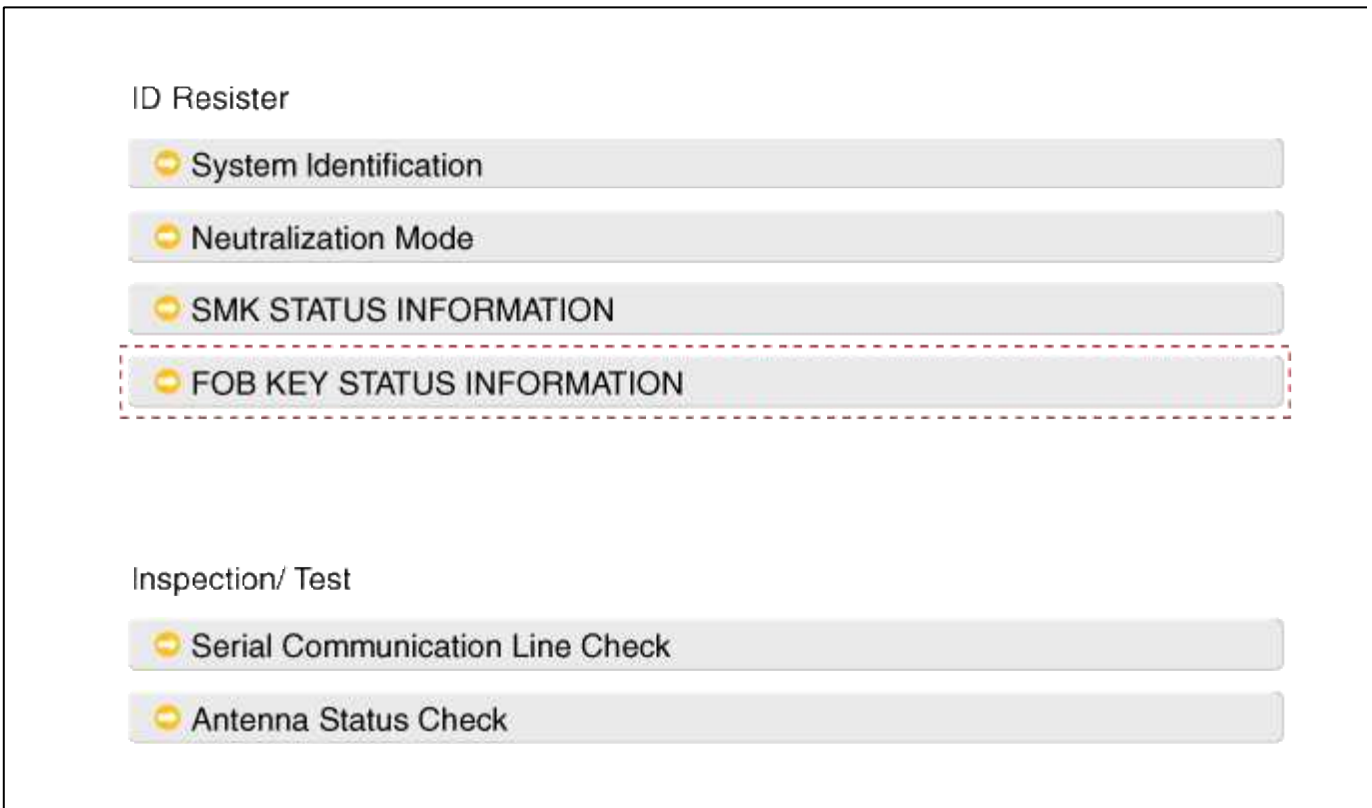 ID Resister
System Identification
Neutralization Mode
SMK STATUS INFORMATION
FOB KEY STATUS INFORMATION
Inspection/ Test
Serial Communication Line Check
Antenna Status Check